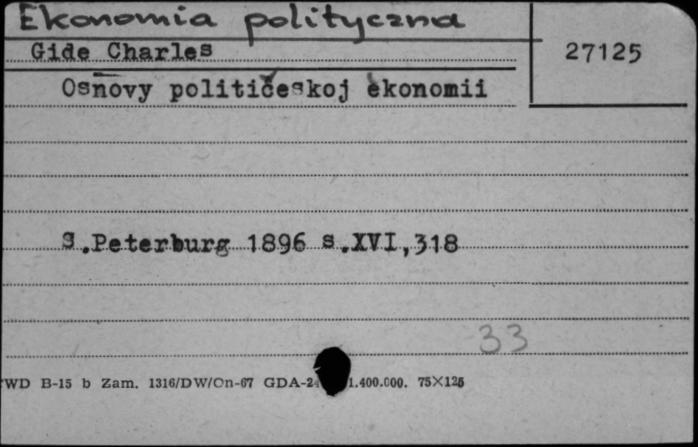 Ekonomia polityczna
Gide Charles
27125
Osnovy političeskoj ekonomii
S.Peterburg 1896 s.XVI,318
33
WD B-15 b Zam. 1316/DW/On-67 GDA-2 1.400.000. 75X125